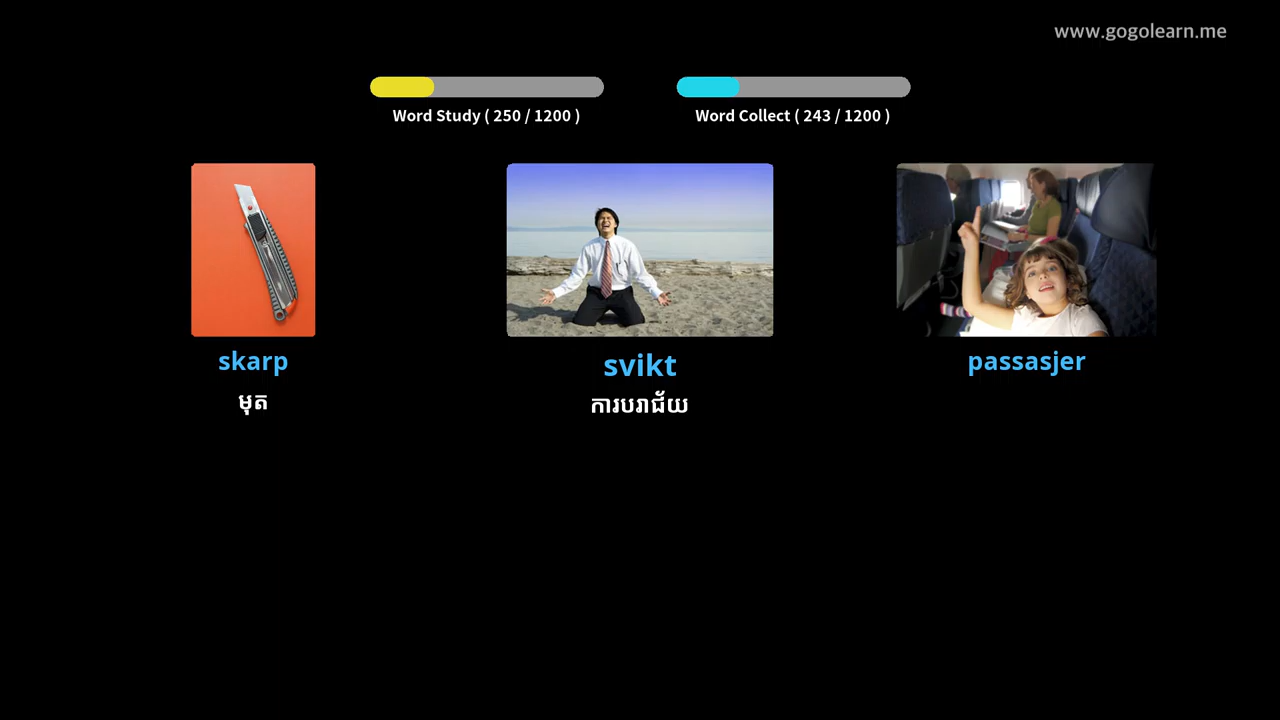 www.gogolearn.me
Word Study ( 250 / 1200 )
Word Collect ( 243 / 1200 )
skarp
svikt
passasjer
មុត
ការបរាជ័យ